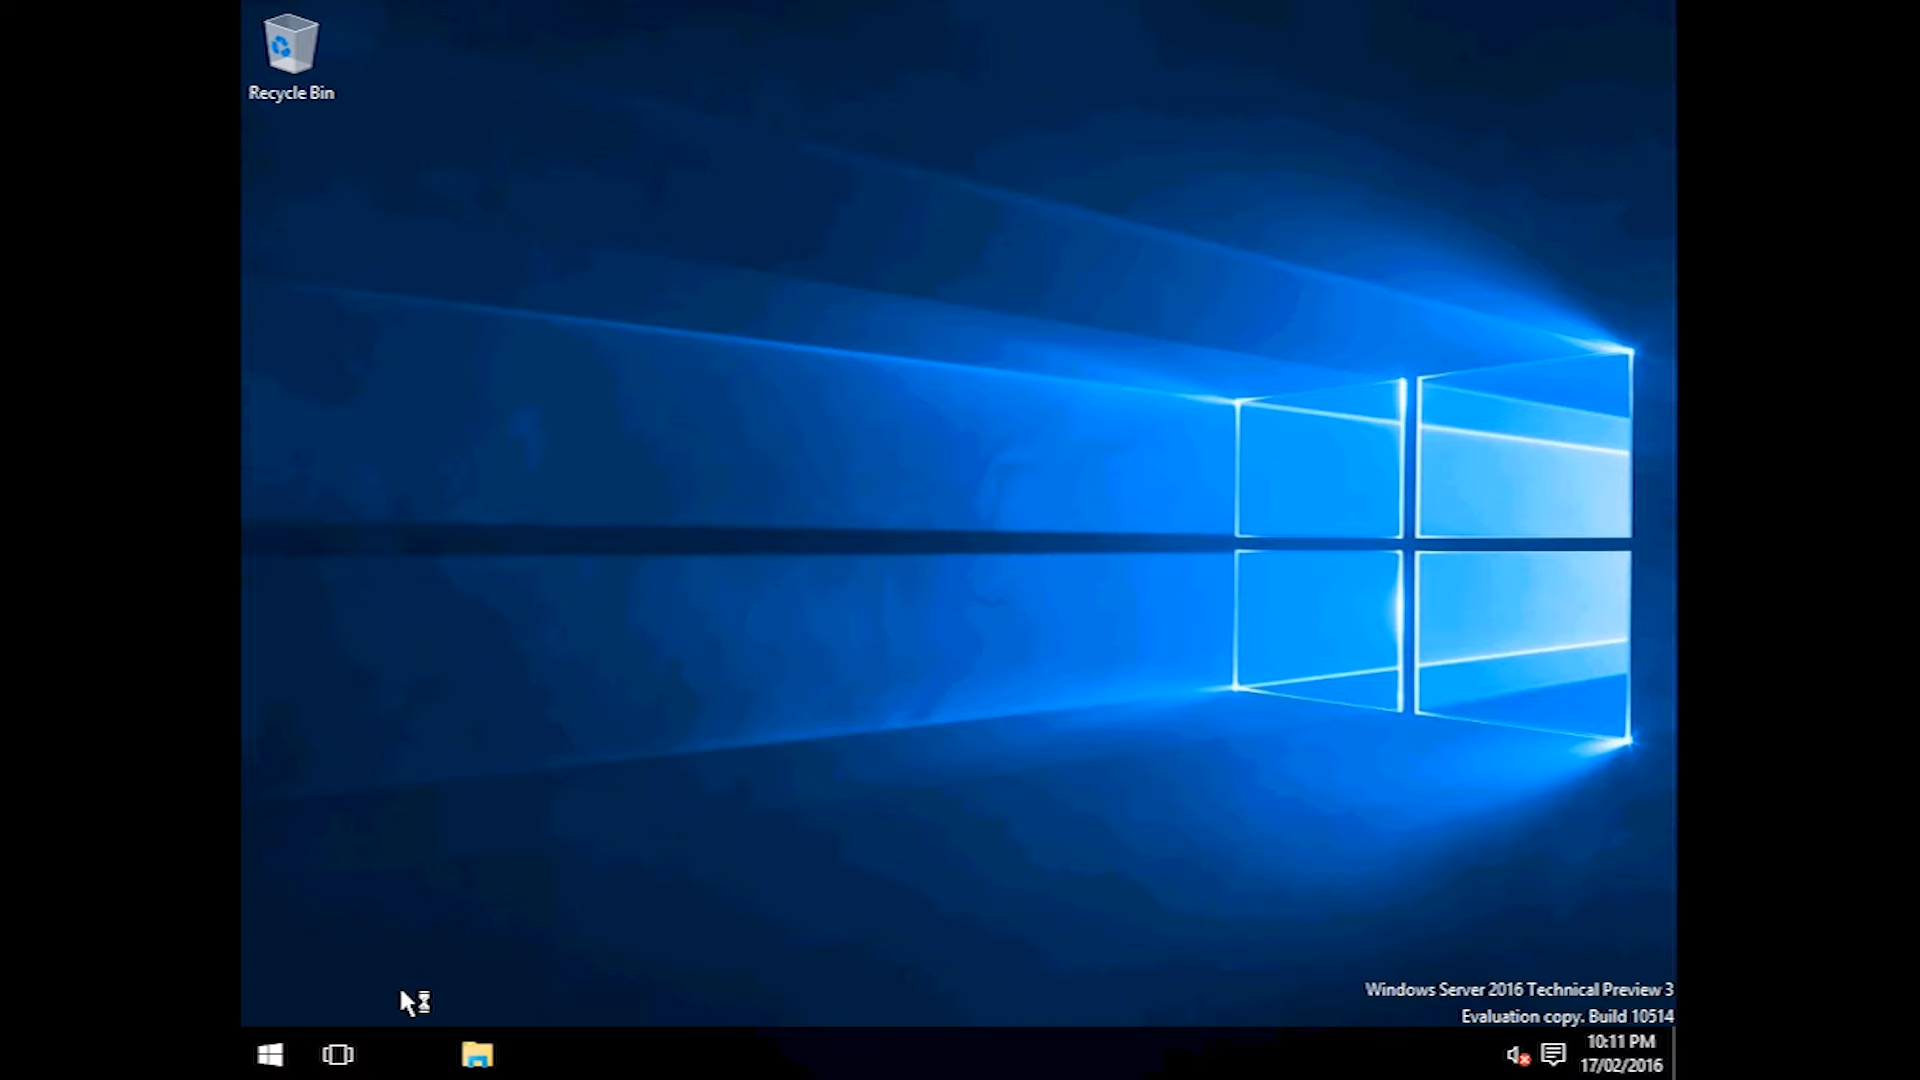 Recycle Bin
Windows Server 2016 Technical Preview 3
Evaluation copy. Build 10514
10:11 PM
17/02/2016